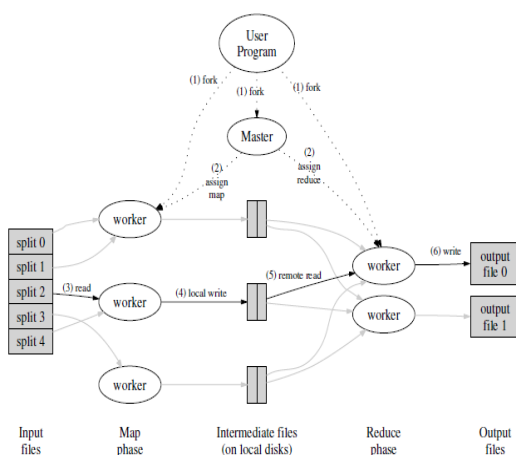 User
Program
(1) fork
(1) fork
(1) fork
Master
(2)
assign
map
(2)
assign
reduce
worker
split 0
split 1
split 2
split 3
split 4
(3) read
worker
(4) local write
worker
(5) remote read
worker
(6) write
worker
output
file 0
output
file 1
Input
files
Map
phase
Intermediate files
(on local disks)
Reduce
phase
Output
files